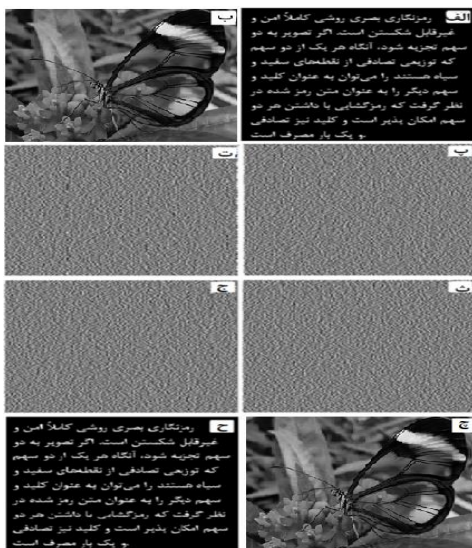 الف
رمزنگاری بصری روشی کاملاً امن و
غیرقابل شکستن است. اگر تصویر به دو
سهم تجزیه شود، آنگاه هر یک از دو سهم
که توزیعی تصادفی از نقطه‌های سفید و
سیاه هستند را می‌توان به عنوان کلید و
سهم دیگر را به عنوان متن رمز شده در
نظر گرفت که رمزگشایی با داشتن هر دو
سهم امکان پذیر است و کلید نیز تصادفی
و یک بار مصرف است.
ب
پ
ت
ث
ج
چ
ح
رمزنگاری بصری روشی کاملاً امن و
غیرقابل شکستن است. اگر تصویر به دو
سهم تجزیه شود، آنگاه هر یک از دو سهم
که توزیعی تصادفی از نقطه‌های سفید و
سیاه هستند را می‌توان به عنوان کلید و
سهم دیگر را به عنوان متن رمز شده در
نظر گرفت که رمزگشایی با داشتن هر دو
سهم امکان پذیر است و کلید نیز تصادفی
و یک بار مصرف است.